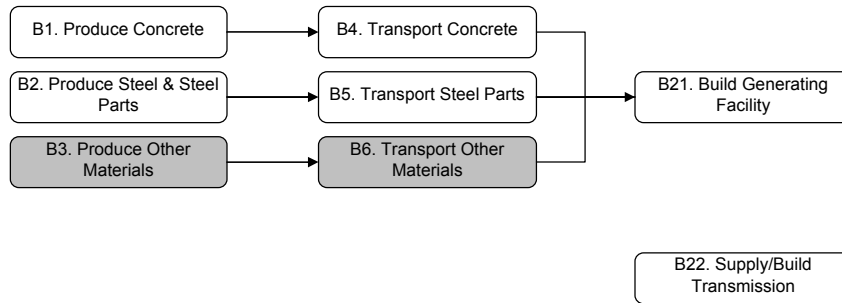 B1. Produce Concrete
B4. Transport Concrete
B2. Produce Steel & Steel
Parts
B5. Transport Steel Parts
B21. Build Generating
Facility
B3. Produce Other
Materials
B6. Transport Other
Materials
B22. Supply/Build
Transmission